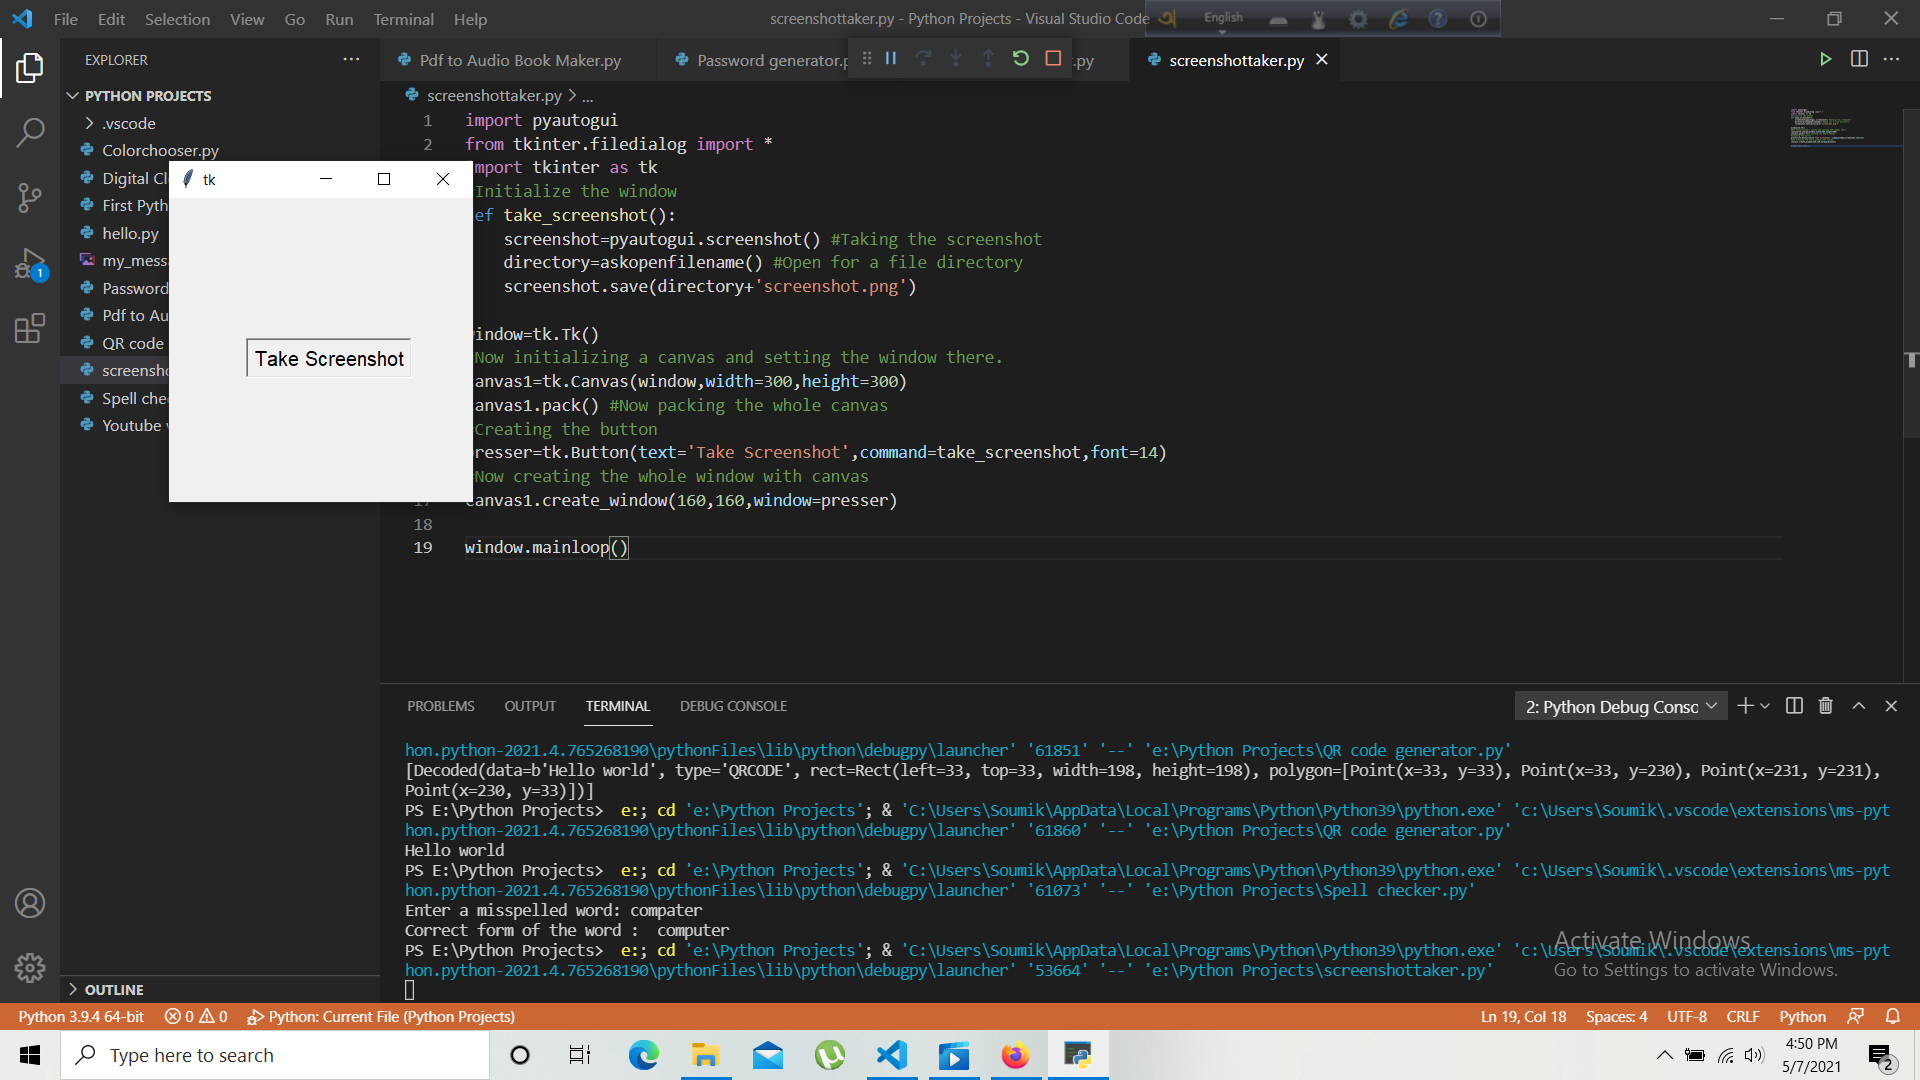 File Edit Selection View Go Run Terminal Help
screenshottaker.py - Python Projects - Visual Studio Code
English
EXPLORER
Pdf to Audio Book Maker.py
Password generator.p
.py
screenshottaker.py
PYTHON PROJECTS
.vscode
Colorchooser.py
Digital Cl
First Pyth
hello.py
my_messa
Password
Pdf to Au
QR code
screensho
Spell che
Youtube v
tk
Take Screenshot
screenshottaker.py > ...
1 import pyautogui
2 from tkinter.filedialog import *
mport tkinter as tk
Initialize the window
ef take_screenshot():
screenshot=pyautogui.screenshot() #Taking the screenshot
directory=askopenfilename() #Open for a file directory
screenshot.save(directory+'screenshot.png')
indow=tk.Tk()
Now initializing a canvas and setting the window there.
anvas1=tk.Canvas(window,width=300,height=300)
anvas1.pack() #Now packing the whole canvas
Creating the button
resser=tk.Button(text='Take Screenshot',command=take_screenshot,font=14)
Now creating the whole window with canvas
17 canvas1.create_window(160,160,window=presser)
18
19 window.mainloop()
PROBLEMS OUTPUT TERMINAL DEBUG CONSOLE
2: Python Debug Consc
hon.python-2021.4.765268190\pythonFiles\lib\python\debugpy\launcher' '61851' '--' 'e:\Python Projects\QR code generator.py'
[Decoded(data=b'Hello world', type='QRCODE', rect=Rect(left=33, top=33, width=198, height=198), polygon=[Point(x=33, y=33), Point(x=33, y=230), Point(x=231, y=231),
Point(x=230, y=33)])]
PS E:\Python Projects>  e:; cd 'e:\Python Projects'; & 'C:\Users\Soumik\AppData\Local\Programs\Python\Python39\python.exe' 'c:\Users\Soumik\.vscode\extensions\ms-pyt
hon.python-2021.4.765268190\pythonFiles\lib\python\debugpy\launcher' '61860' '--' 'e:\Python Projects\QR code generator.py'
Hello world
PS E:\Python Projects>  e:; cd 'e:\Python Projects'; & 'C:\Users\Soumik\AppData\Local\Programs\Python\Python39\python.exe' 'c:\Users\Soumik\.vscode\extensions\ms-pyt
hon.python-2021.4.765268190\pythonFiles\lib\python\debugpy\launcher' '61073' '--' 'e:\Python Projects\Spell checker.py'
Enter a misspelled word: compater
Correct form of the word :  computer
PS E:\Python Projects>  e:; cd 'e:\Python Projects'; & 'C:\Users\Soumik\AppData\Local\Programs\Python\Python39\python.exe' 'c:\Users\Soumik\.vscode\extensions\ms-pyt
hon.python-2021.4.765268190\pythonFiles\lib\python\debugpy\launcher' '53664' '--' 'e:\Python Projects\screenshottaker.py'
Activate Windows
Go to Settings to activate Windows.
OUTLINE
1
Python 3.9.4 64-bit 0 0 Python: Current File (Python Projects)
Ln 19, Col 18 Spaces: 4 UTF-8 CRLF Python
Type here to search
4:50 PM
5/7/2021
2